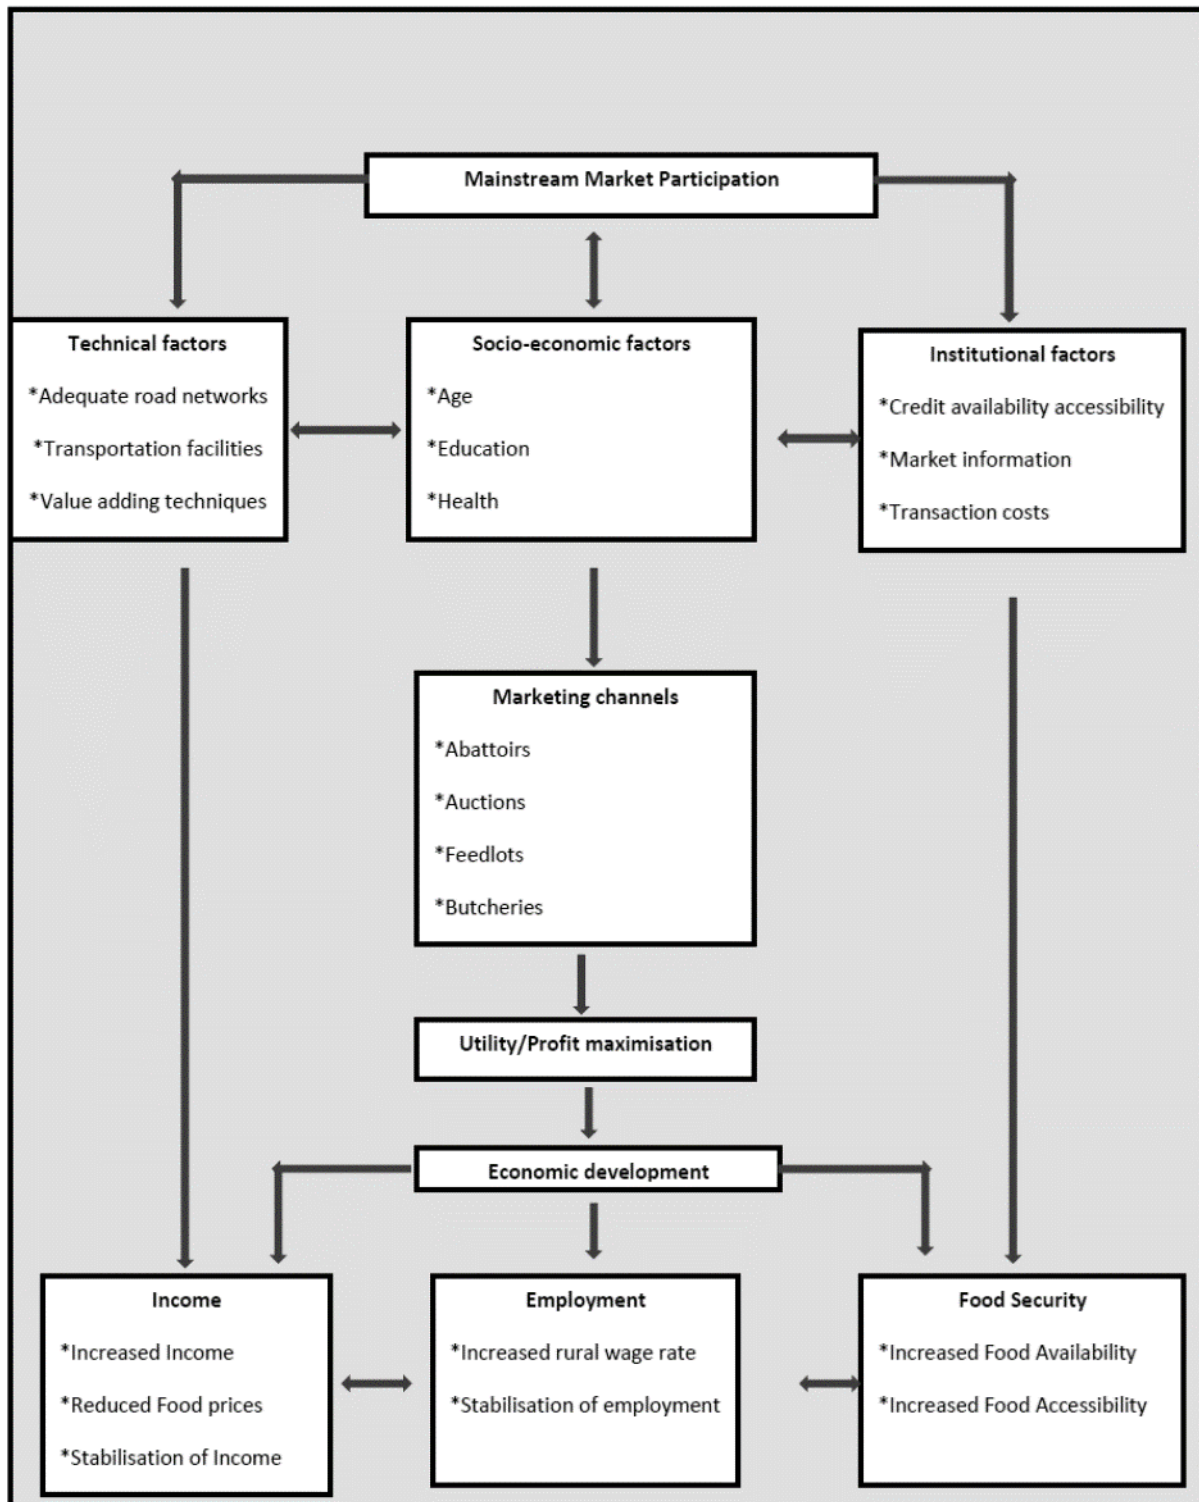 Mainstream Market Participation
Technical factors
*Adequate road networks
*Transportation facilities
*Value adding techniques
Socio-economic factors
*Age
*Education
*Health
Institutional factors
*Credit availability accessibility
*Market information
*Transaction costs
Marketing channels
*Abattoirs
*Auctions
*Feedlots
*Butcheries
Utility/Profit maximisation
Economic development
Income
*Increased Income
*Reduced Food prices
*Stabilisation of Income
Employment
*Increased rural wage rate
*Stabilisation of employment
Food Security
*Increased Food Availability
*Increased Food Accessibility